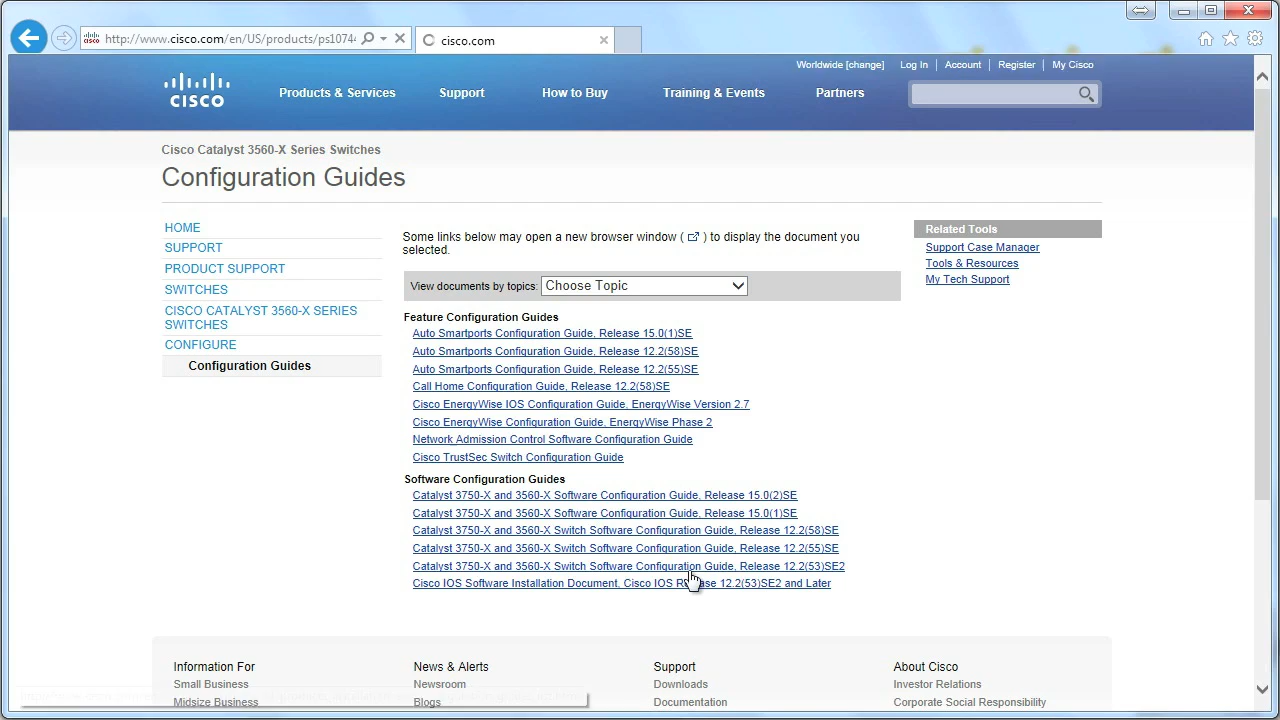 http://www.cisco.com/en/US/products/ps1074
cisco.com
Worldwide [change] Log In Account Register My Cisco
CISCO
Products & Services Support How to Buy Training & Events Partners
Cisco Catalyst 3560-X Series Switches
Configuration Guides
HOME
SUPPORT
PRODUCT SUPPORT
SWITCHES
CISCO CATALYST 3560-X SERIES
SWITCHES
CONFIGURE
Configuration Guides
Some links below may open a new browser window ( ) to display the document you
selected.
View documents by topics: Choose Topic
Feature Configuration Guides
Auto Smartports Configuration Guide, Release 15.0(1)SE
Auto Smartports Configuration Guide, Release 12.2(58)SE
Auto Smartports Configuration Guide, Release 12.2(55)SE
Call Home Configuration Guide, Release 12.2(58)SE
Cisco EnergyWise IOS Configuration Guide, EnergyWise Version 2.7
Cisco EnergyWise Configuration Guide, EnergyWise Phase 2
Network Admission Control Software Configuration Guide
Cisco TrustSec Switch Configuration Guide
Software Configuration Guides
Catalyst 3750-X and 3560-X Software Configuration Guide, Release 15.0(2)SE
Catalyst 3750-X and 3560-X Software Configuration Guide, Release 15.0(1)SE
Catalyst 3750-X and 3560-X Switch Software Configuration Guide, Release 12.2(58)SE
Catalyst 3750-X and 3560-X Switch Software Configuration Guide, Release 12.2(55)SE
Catalyst 3750-X and 3560-X Switch Software Configuration Guide, Release 12.2(53)SE2
Cisco IOS Software Installation Document, Cisco IOS Release 12.2(53)SE2 and Later
Related Tools
Support Case Manager
Tools & Resources
My Tech Support
Information For
Small Business
Midsize Business
News & Alerts
Newsroom
Blogs
Support
Downloads
Documentation
About Cisco
Investor Relations
Corporate Social Responsibility